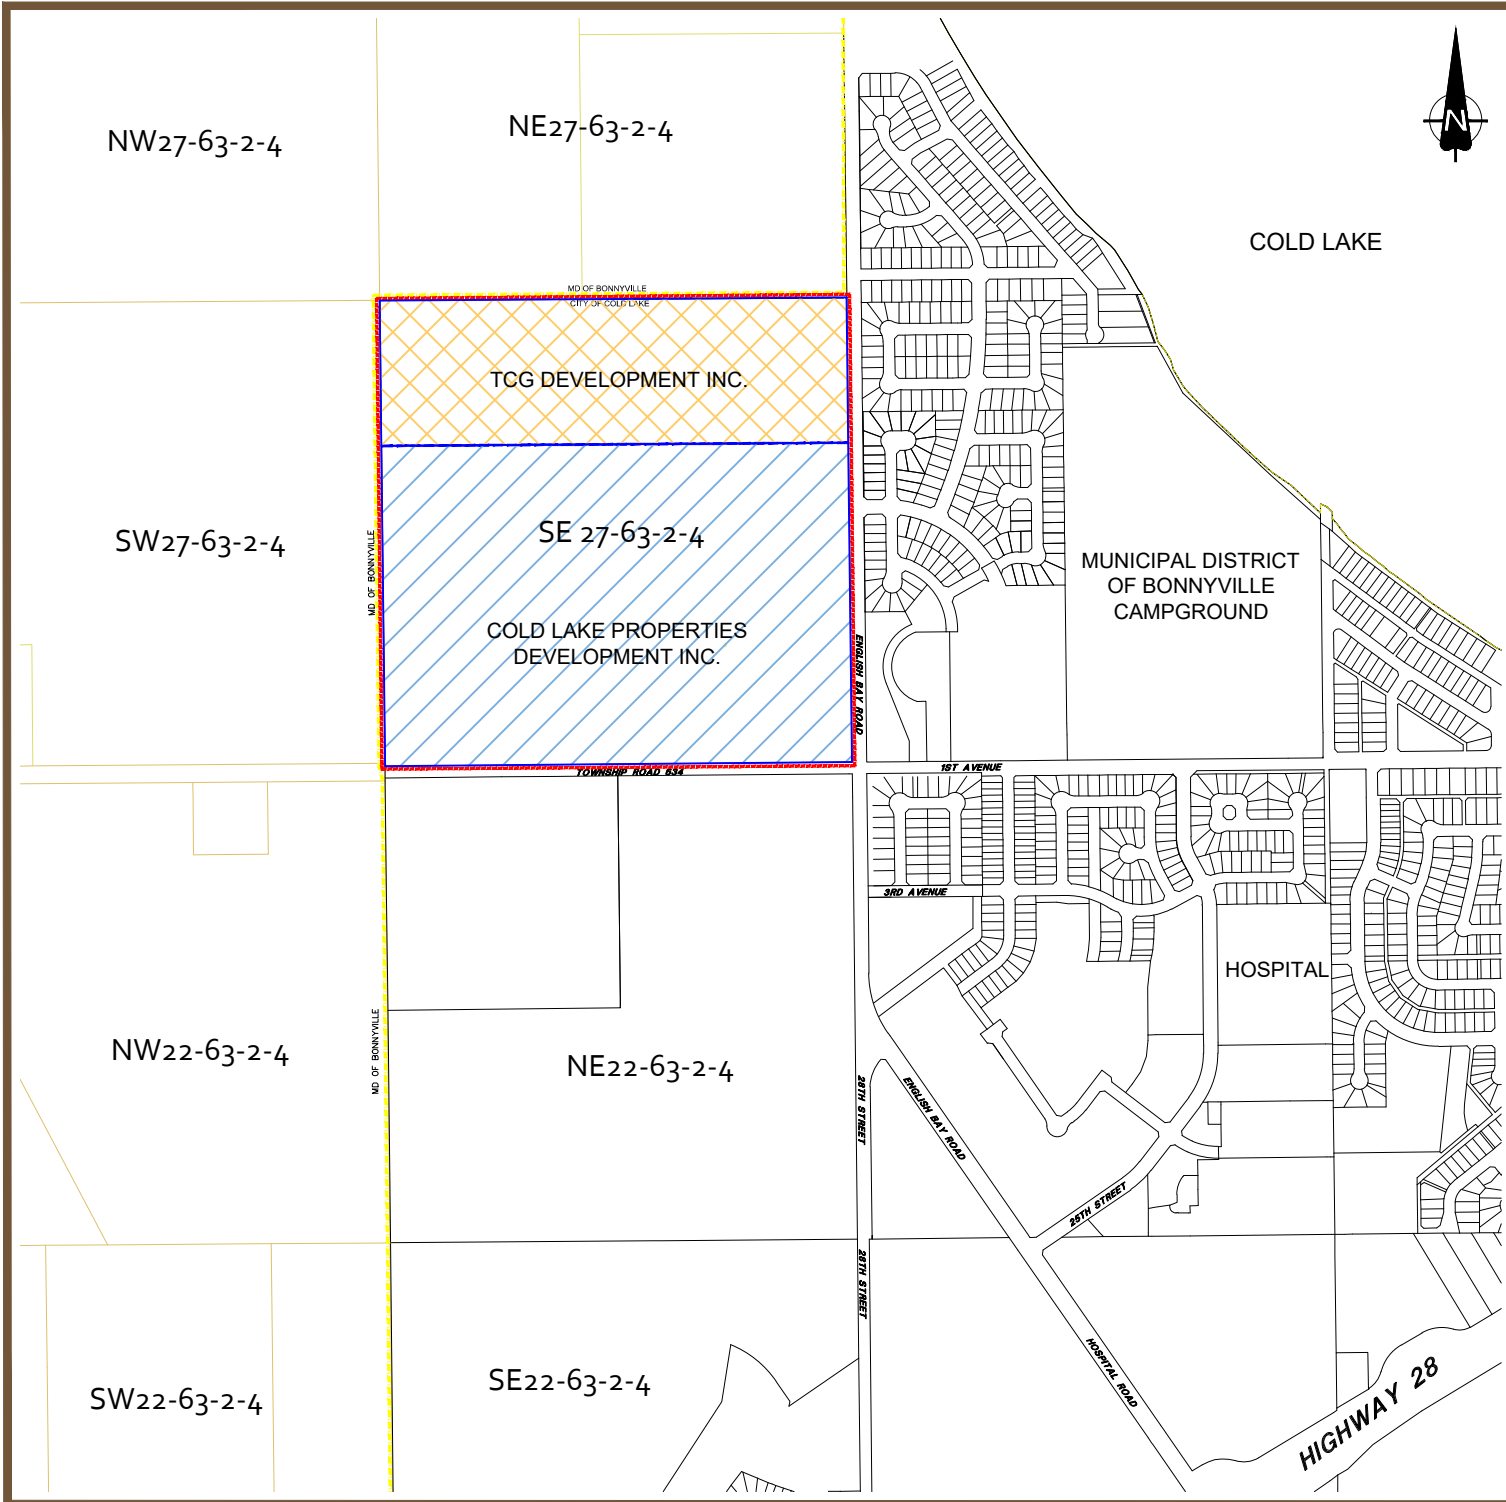 NW27-63-2-4
NE27-63-2-4
N
COLD LAKE
MD OF BONNYVILLE
CITY OF COLD LAKE
TCG DEVELOPMENT INC.
SW27-63-2-4
MD OF BONNYVILLE
SE 27-63-2-4
COLD LAKE PROPERTIES
DEVELOPMENT INC.
ENGLISH BAY ROAD
MUNICIPAL DISTRICT
OF BONNYVILLE
CAMPGROUND
TOWNSHIP ROAD 634
1ST AVENUE
3RD AVENUE
HOSPITAL
NW22-63-2-4
MD OF BONNYVILLE
NE22-63-2-4
28TH STREET
ENGLISH BAY ROAD
25TH STREET
28TH STREET
SW22-63-2-4
SE22-63-2-4
HOSPITAL ROAD
HIGHWAY 28